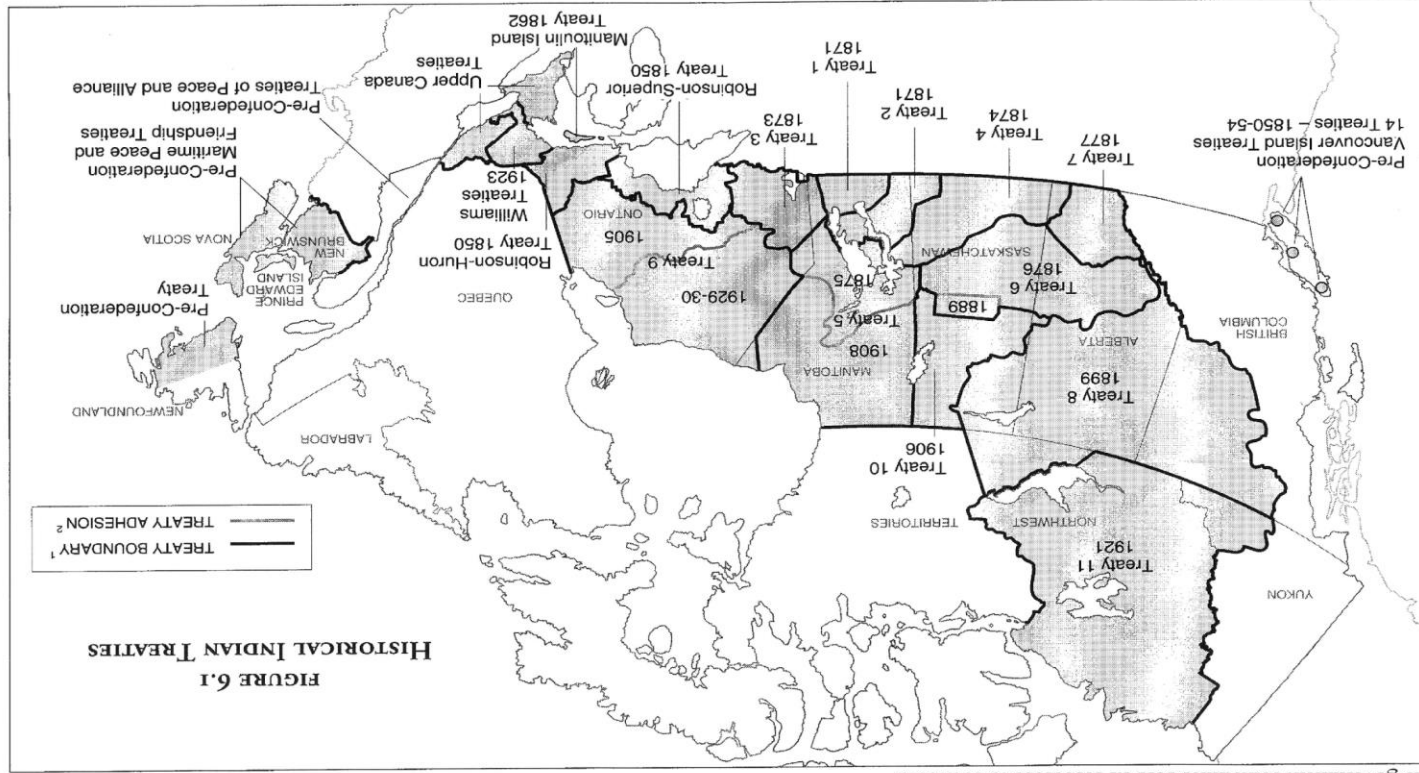 FIGURE 6.1
HISTORICAL INDIAN TREATIES
TREATY BOUNDARY 1
TREATY ADHESION 2
YUKON
Treaty 11
1921
NORTHWEST
TERRITORIES
Treaty 10
1906
Treaty 8
1899
ALBERTA
BRITISH
COLUMBIA
MANITOBA
1908
Treaty 5
1875
1889
Treaty 6
1876
SASKATCHEWAN
1929-30
Treaty 9
1905
ONTARIO
LABRADOR
NEWFOUNDLAND
QUEBEC
Pre-Confederation
Treaty
PRINCE
EDWARD
ISLAND
NEW
BRUNSWICK
NOVA SCOTIA
Pre-Confederation
Maritime Peace and
Friendship Treaties
Pre-Confederation
Treaties of Peace and Alliance
Robinson-Huron
Treaty 1850
Williams
Treaties
1923
Upper Canada
Treaties
Manitoulin Island
Treaty 1862
Robinson-Superior
Treaty 1850
Treaty 3
1873
Treaty 1
1871
Treaty 2
1871
Treaty 4
1874
Treaty 7
1877
Pre-Confederation
Vancouver Island Treaties
14 Treaties – 1850-54